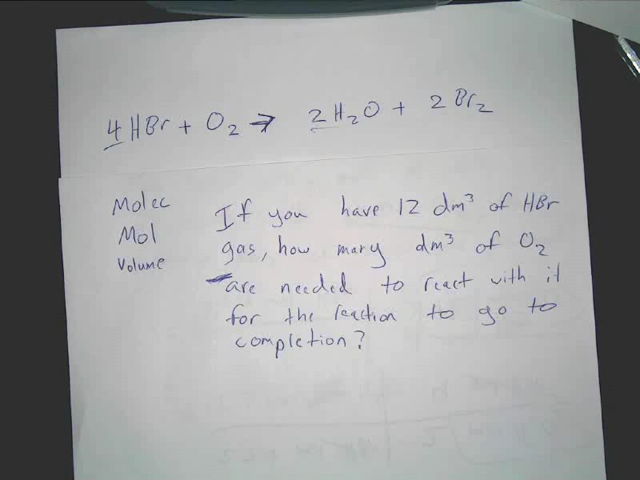 4HBr + O₂ → 2H₂O + 2Br₂
Molec
Mol
Volume
If you have 12 dm³ of HBr
gas, how many dm³ of O₂
are needed to react with it
for the reaction to go to
completion?